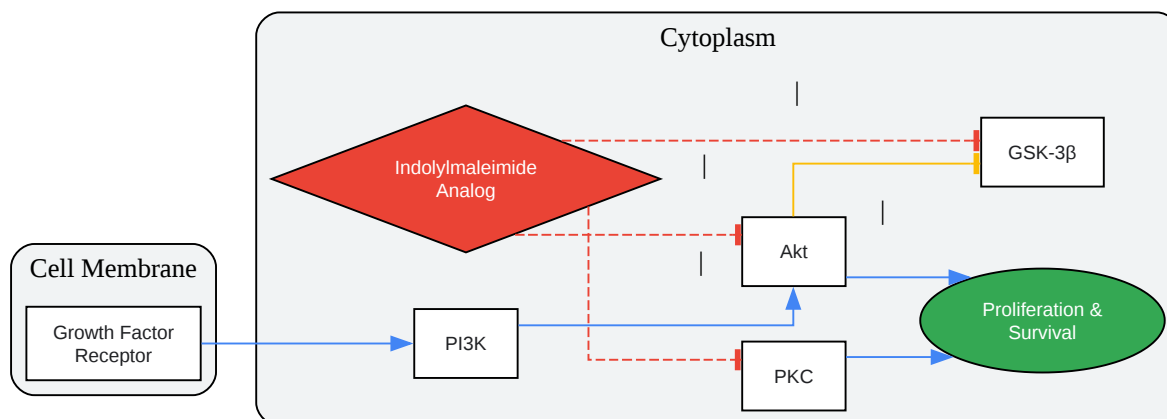 Cytoplasm
Indolylmaleimide
Analog
GSK-3β
Akt
Cell Membrane
Growth Factor
Receptor
PI3K
Proliferation &
Survival
PKC